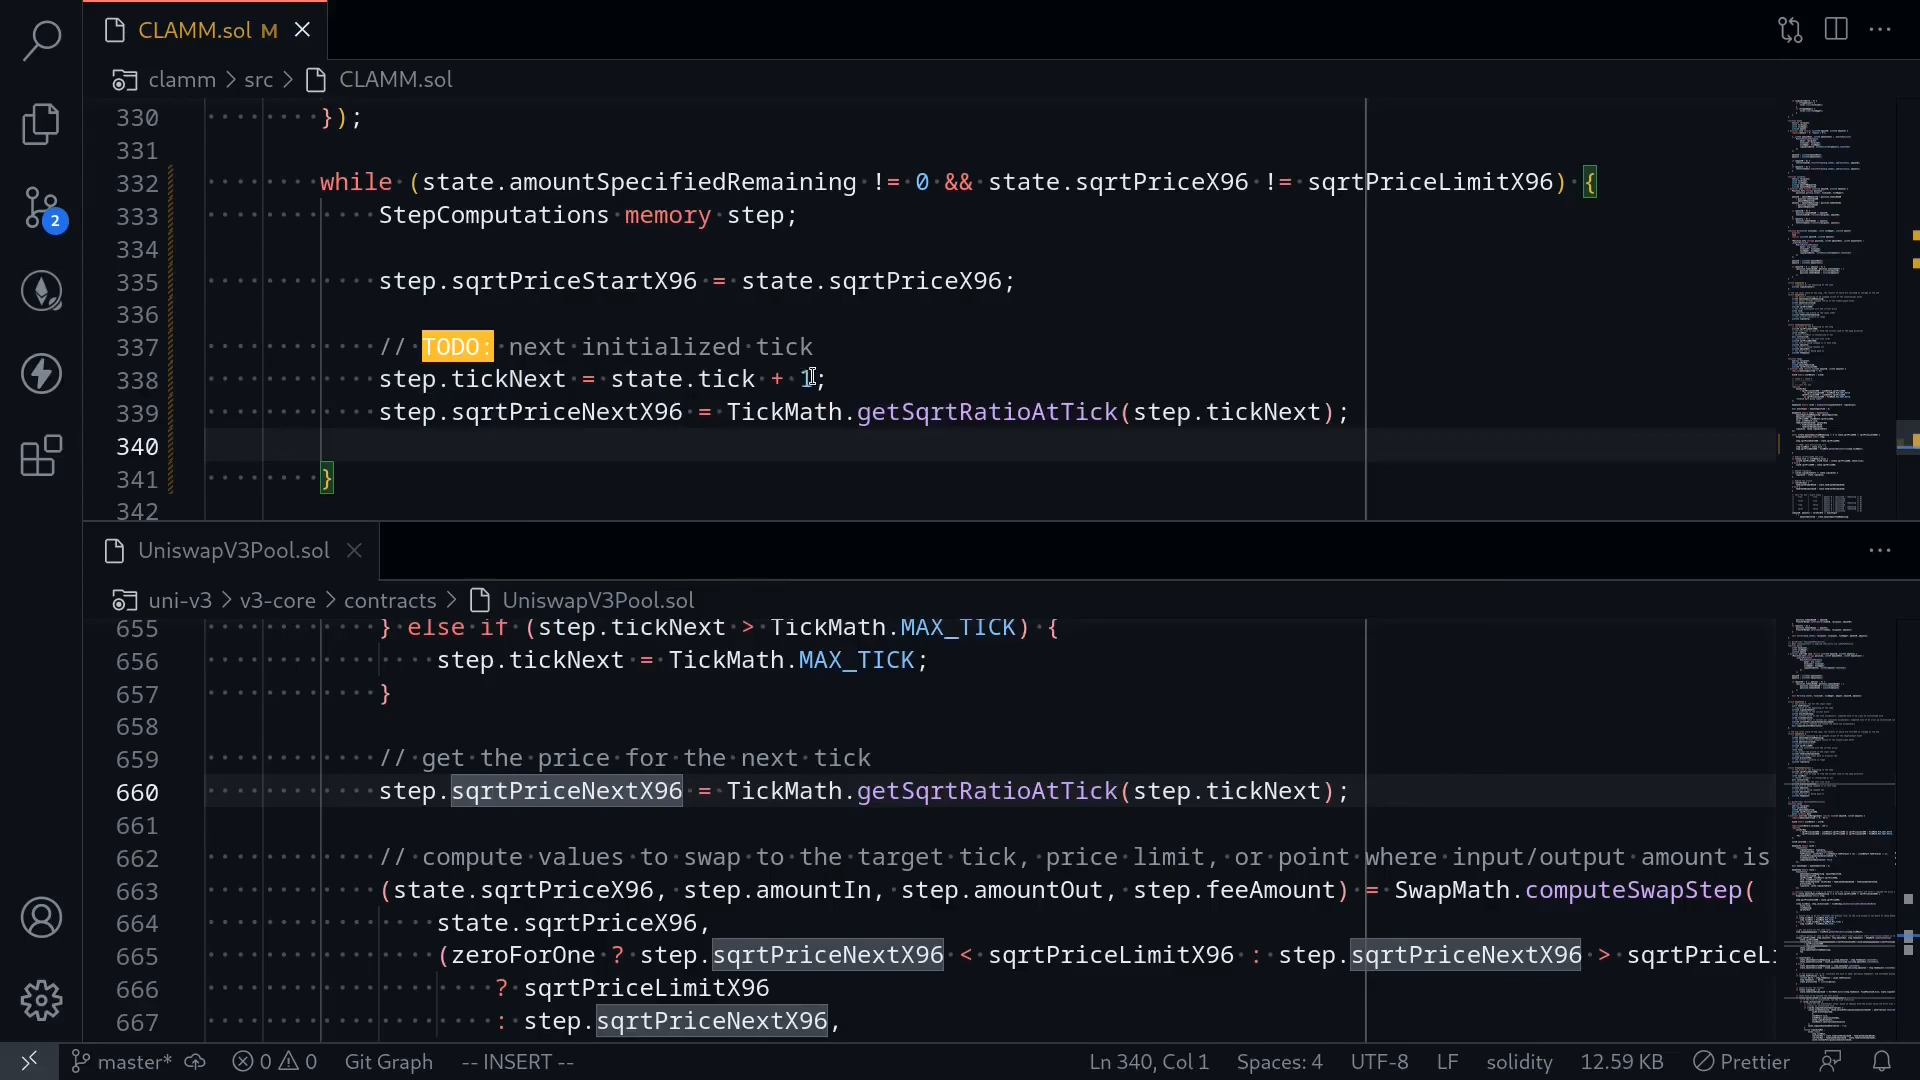 CLAMM.sol M
clamm > src > CLAMM.sol
330 });
331
332 while (state.amountSpecifiedRemaining != 0 && state.sqrtPriceX96 != sqrtPriceLimitX96) {
333 StepComputations memory step;
334
335 step.sqrtPriceStartX96 = state.sqrtPriceX96;
336
337 // TODO: next initialized tick
338 step.tickNext = state.tick + 1;
339 step.sqrtPriceNextX96 = TickMath.getSqrtRatioAtTick(step.tickNext);
340
341 }
342
2
UniswapV3Pool.sol
uni-v3 > v3-core > contracts > UniswapV3Pool.sol
655 } else if (step.tickNext > TickMath.MAX_TICK) {
656 step.tickNext = TickMath.MAX_TICK;
657 }
658
659 // get the price for the next tick
660 step.sqrtPriceNextX96 = TickMath.getSqrtRatioAtTick(step.tickNext);
661
662 // compute values to swap to the target tick, price limit, or point where input/output amount is
663 (state.sqrtPriceX96, step.amountIn, step.amountOut, step.feeAmount) = SwapMath.computeSwapStep(
664 state.sqrtPriceX96,
665 (zeroForOne ? step.sqrtPriceNextX96 < sqrtPriceLimitX96 : step.sqrtPriceNextX96 > sqrtPriceLi
666 ? sqrtPriceLimitX96
667 : step.sqrtPriceNextX96,
master* 0 0 Git Graph -- INSERT -- Ln 340, Col 1 Spaces: 4 UTF-8 LF solidity 12.59 KB Prettier